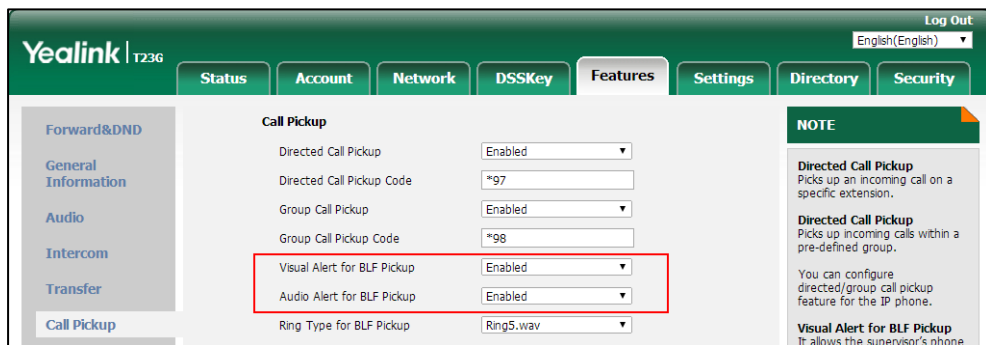 Log Out
English(English)
Yealink T23G
Status Account Network DSSKey Features Settings Directory Security
Forward&DND
General
Information
Audio
Intercom
Transfer
Call Pickup
Call Pickup
Directed Call Pickup Enabled
Directed Call Pickup Code *97
Group Call Pickup Enabled
Group Call Pickup Code *98
Visual Alert for BLF Pickup Enabled
Audio Alert for BLF Pickup Enabled
Ring Type for BLF Pickup Ring5.wav
NOTE
Directed Call Pickup
Picks up an incoming call on a
specific extension.
Directed Call Pickup
Picks up incoming calls within a
pre-defined group.
You can configure
directed/group call pickup
feature for the IP phone.
Visual Alert for BLF Pickup
It allows the supervisor's phone